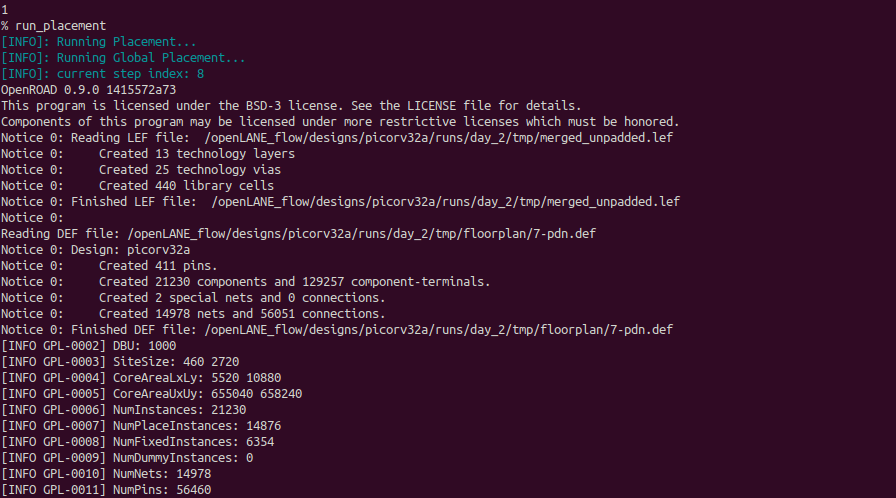 1
% run_placement
[INFO]: Running Placement...
[INFO]: Running Global Placement...
[INFO]: current step index: 8
OpenROAD 0.9.0 1415572a73
This program is licensed under the BSD-3 license. See the LICENSE file for details.
Components of this program may be licensed under more restrictive licenses which must be honored.
Notice 0: Reading LEF file:  /openLANE_flow/designs/picorv32a/runs/day_2/tmp/merged_unpadded.lef
Notice 0:     Created 13 technology layers
Notice 0:     Created 25 technology vias
Notice 0:     Created 440 library cells
Notice 0: Finished LEF file:  /openLANE_flow/designs/picorv32a/runs/day_2/tmp/merged_unpadded.lef
Notice 0:
Reading DEF file: /openLANE_flow/designs/picorv32a/runs/day_2/tmp/floorplan/7-pdn.def
Notice 0: Design: picorv32a
Notice 0:     Created 411 pins.
Notice 0:     Created 21230 components and 129257 component-terminals.
Notice 0:     Created 2 special nets and 0 connections.
Notice 0:     Created 14978 nets and 56051 connections.
Notice 0: Finished DEF file: /openLANE_flow/designs/picorv32a/runs/day_2/tmp/floorplan/7-pdn.def
[INFO GPL-0002] DBU: 1000
[INFO GPL-0003] SiteSize: 460 2720
[INFO GPL-0004] CoreAreaLxLy: 5520 10880
[INFO GPL-0005] CoreAreaUxUy: 655040 658240
[INFO GPL-0006] NumInstances: 21230
[INFO GPL-0007] NumPlaceInstances: 14876
[INFO GPL-0008] NumFixedInstances: 6354
[INFO GPL-0009] NumDummyInstances: 0
[INFO GPL-0010] NumNets: 14978
[INFO GPL-0011] NumPins: 56460